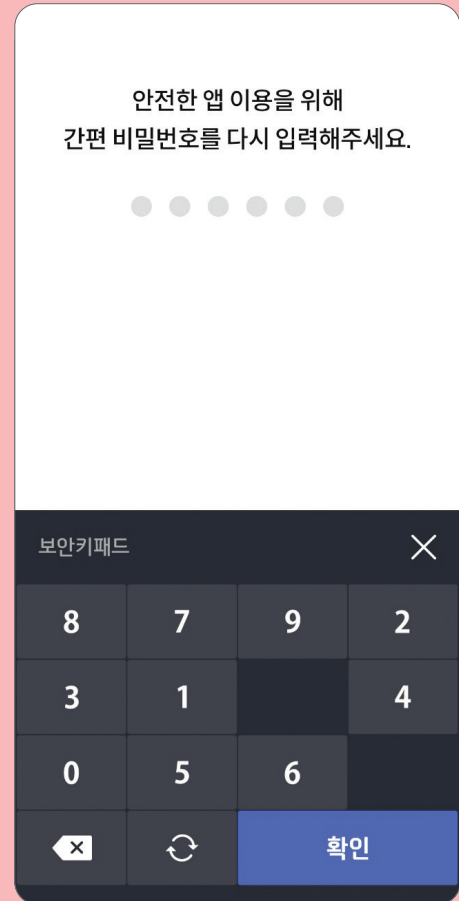 안전한 앱 이용을 위해
간편 비밀번호를 다시 입력해주세요.
보안키패드
8 7 9 2
3 1 4
0 5 6
확인